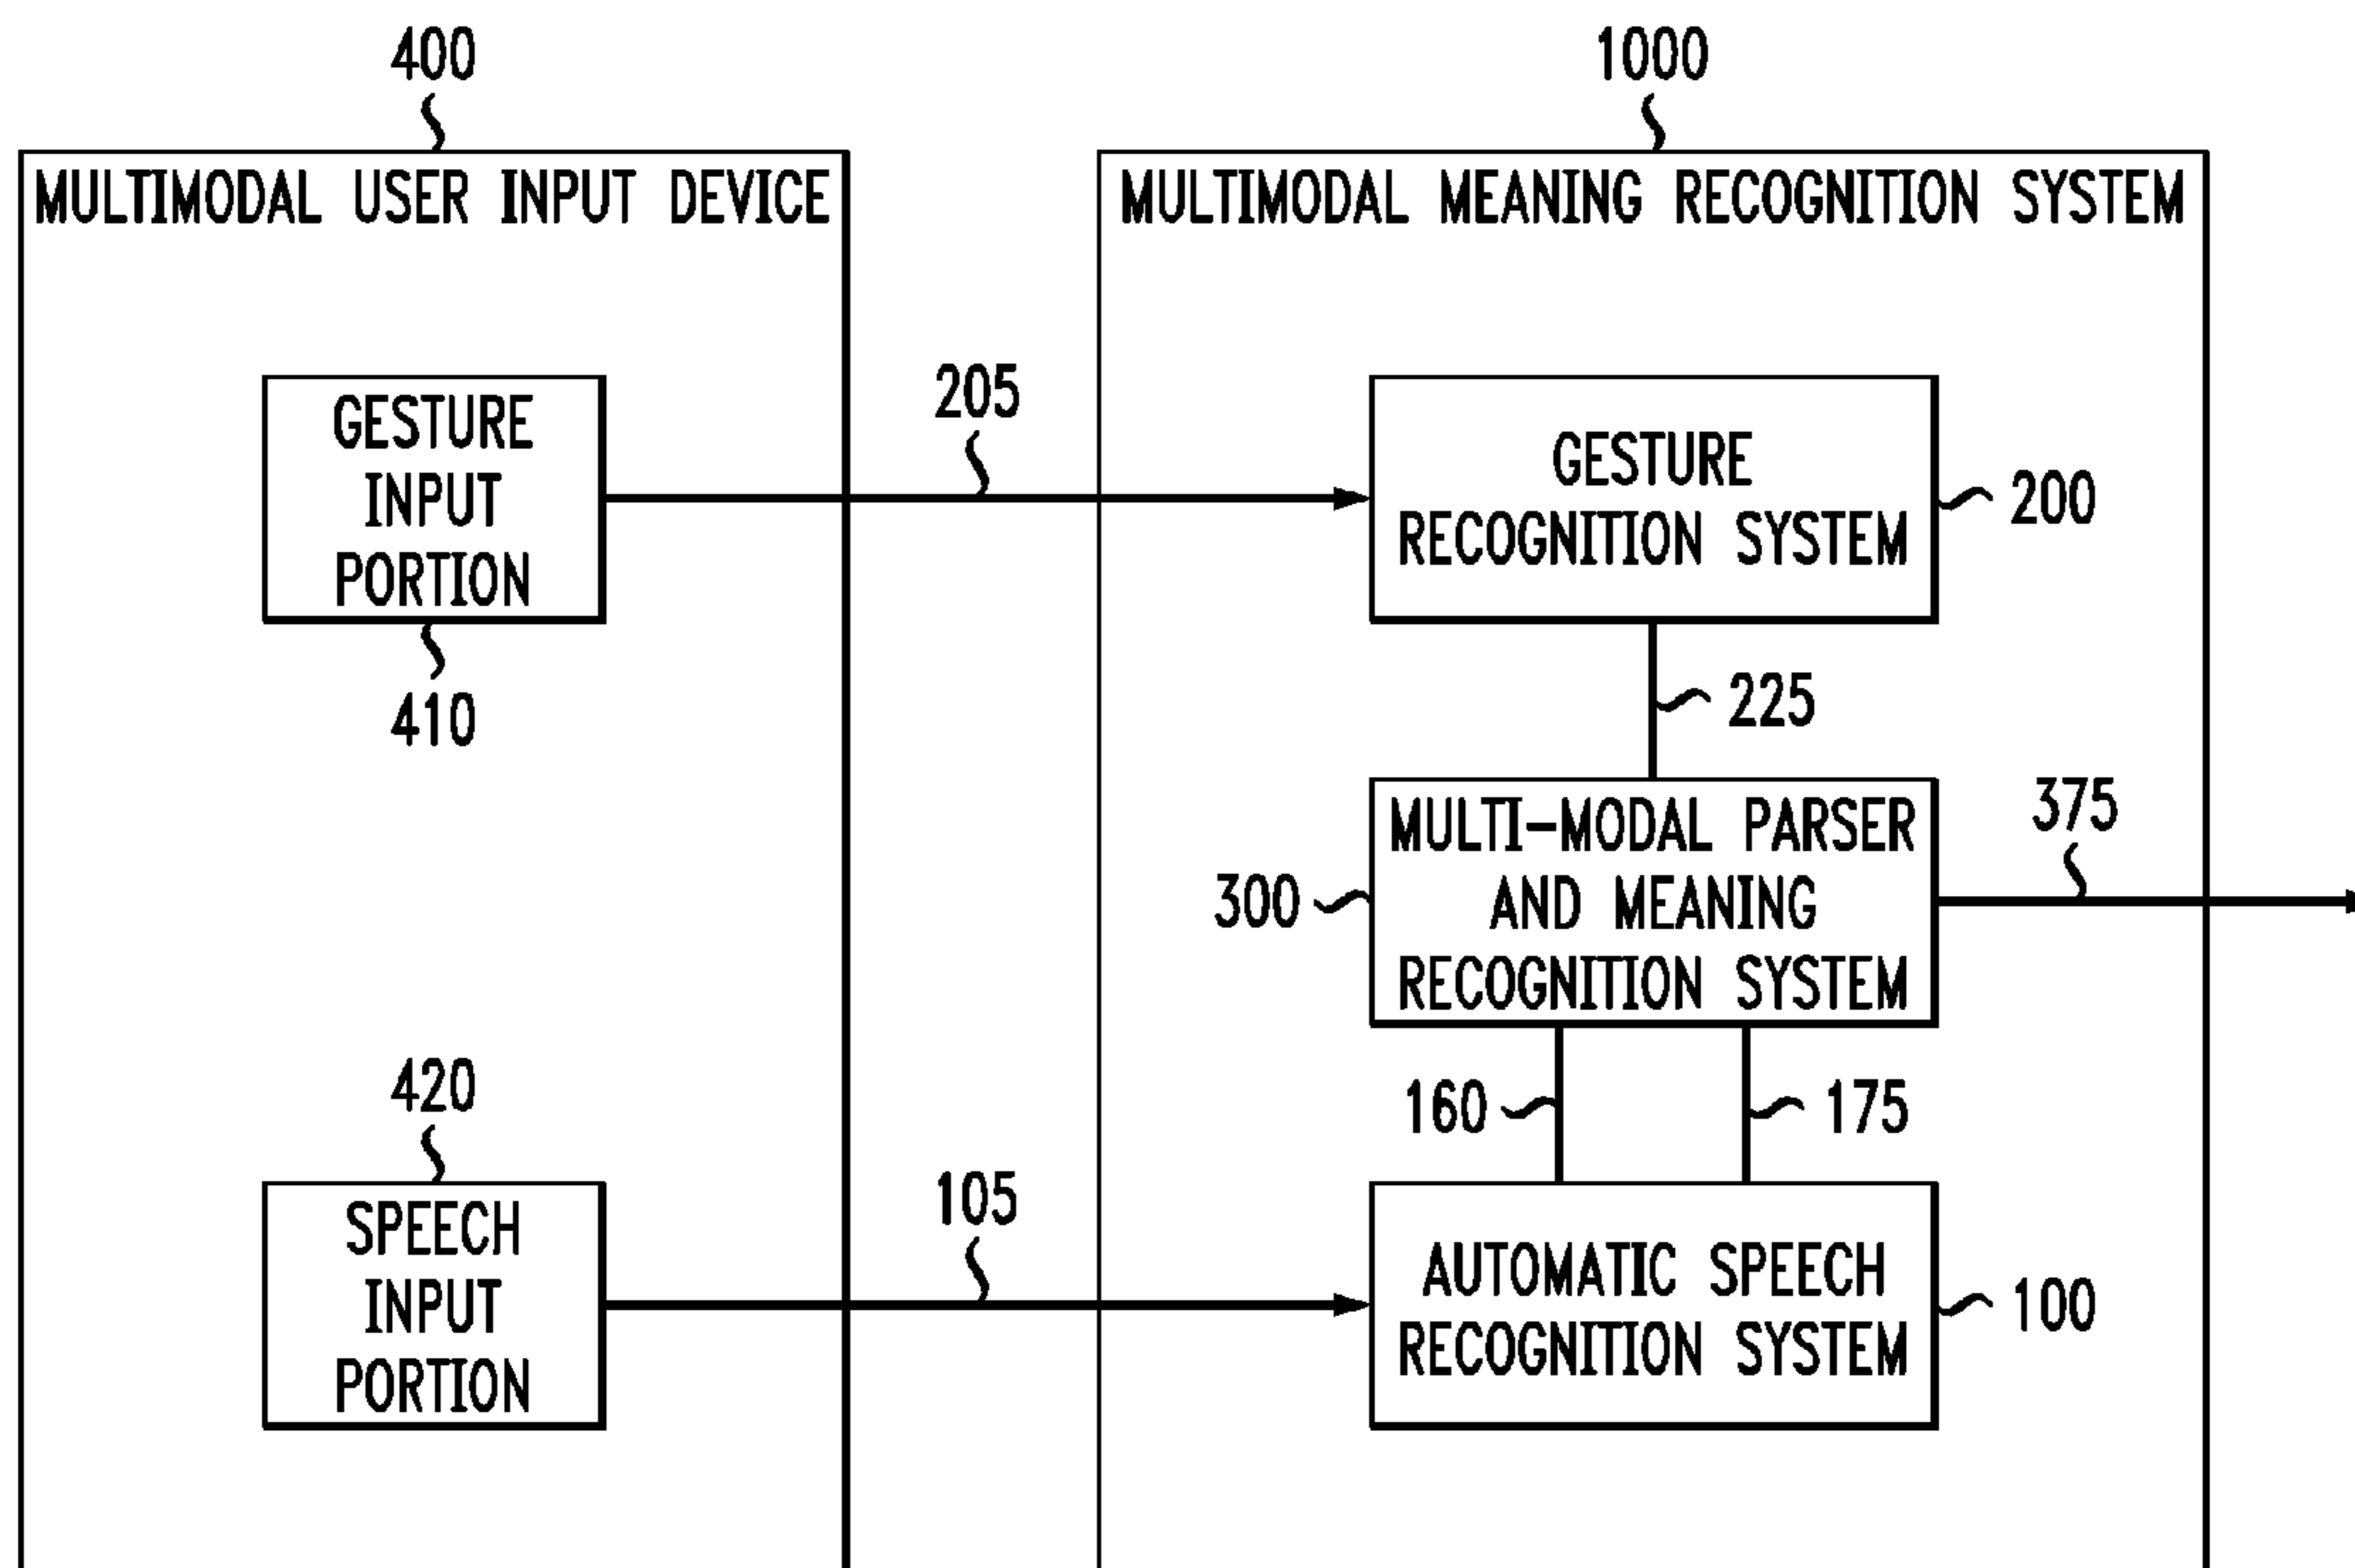 400
MULTIMODAL USER INPUT DEVICE
GESTURE
INPUT
PORTION
410
420
SPEECH
INPUT
PORTION
205
105
1000
MULTIMODAL MEANING RECOGNITION SYSTEM
GESTURE
RECOGNITION SYSTEM
200
225
MULTI-MODAL PARSER
AND MEANING
RECOGNITION SYSTEM
300
375
160
175
AUTOMATIC SPEECH
RECOGNITION SYSTEM
100